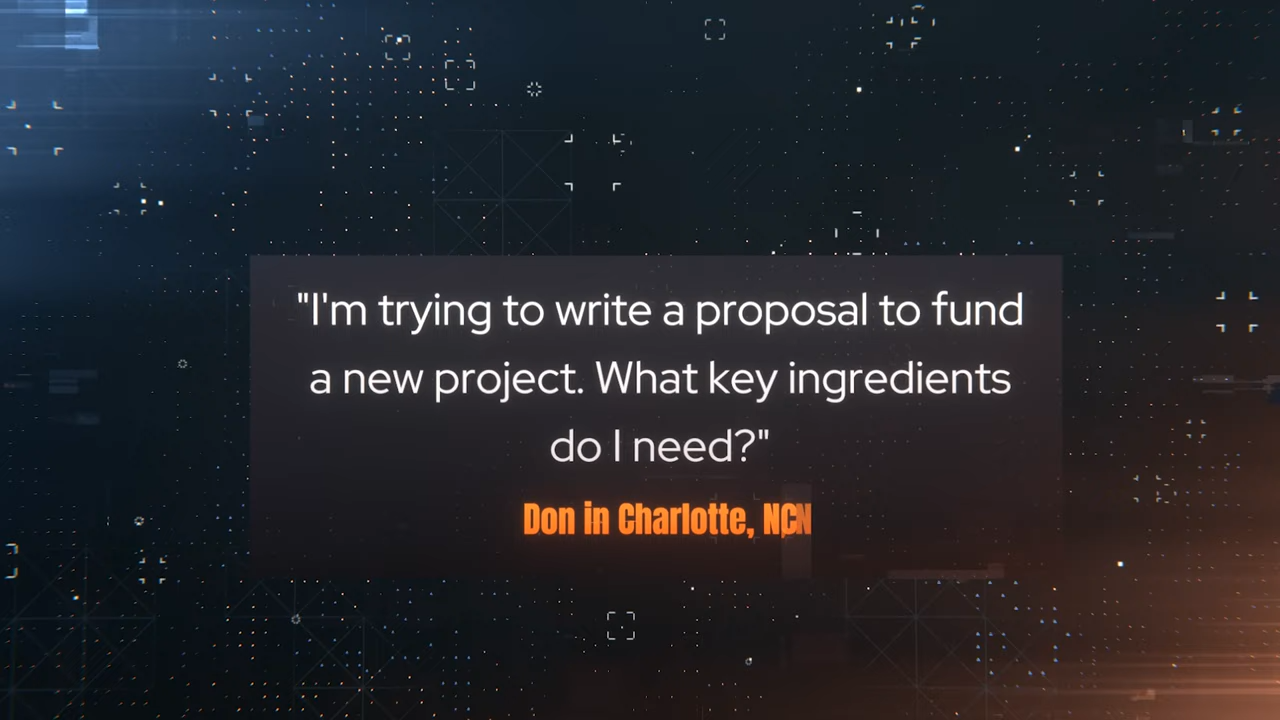 "I'm trying to write a proposal to fund
a new project. What key ingredients
do I need?"
Don in Charlotte, NC